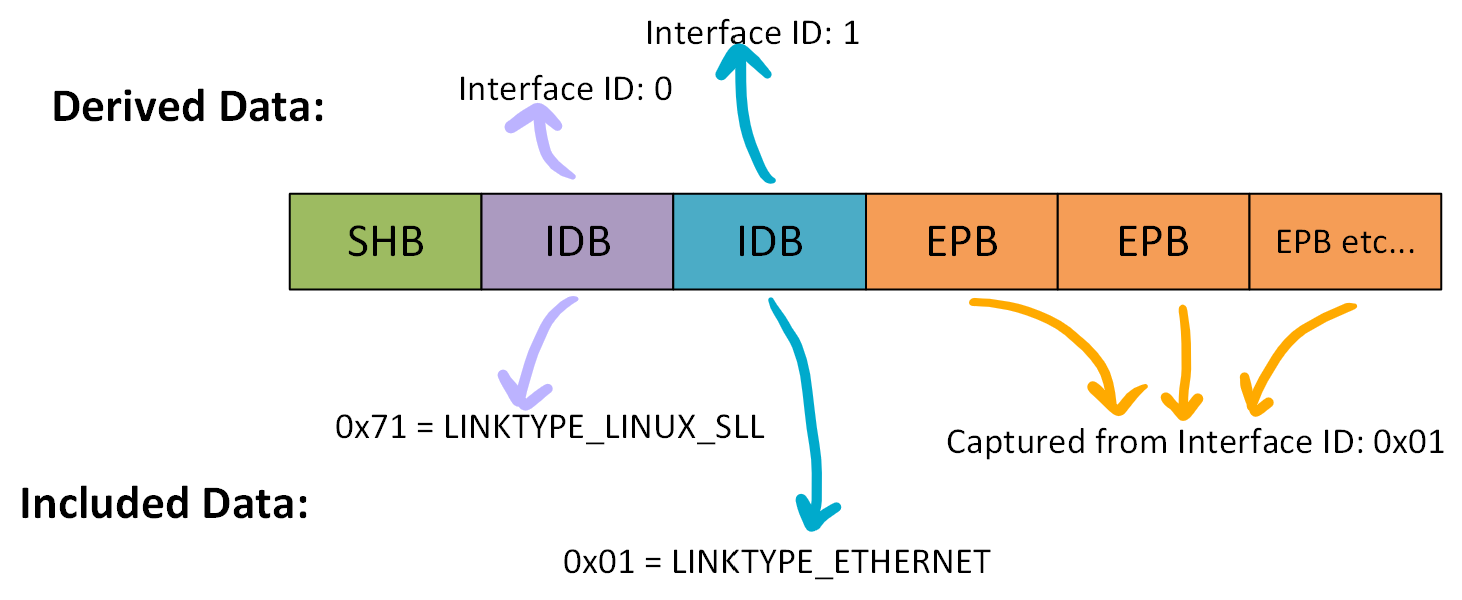 Interface ID: 1
Interface ID: 0
Derived Data:
SHB IDB IDB EPB EPB EPB etc...
0x71 = LINKTYPE_LINUX_SLL
Captured from Interface ID: 0x01
Included Data:
0x01 = LINKTYPE_ETHERNET